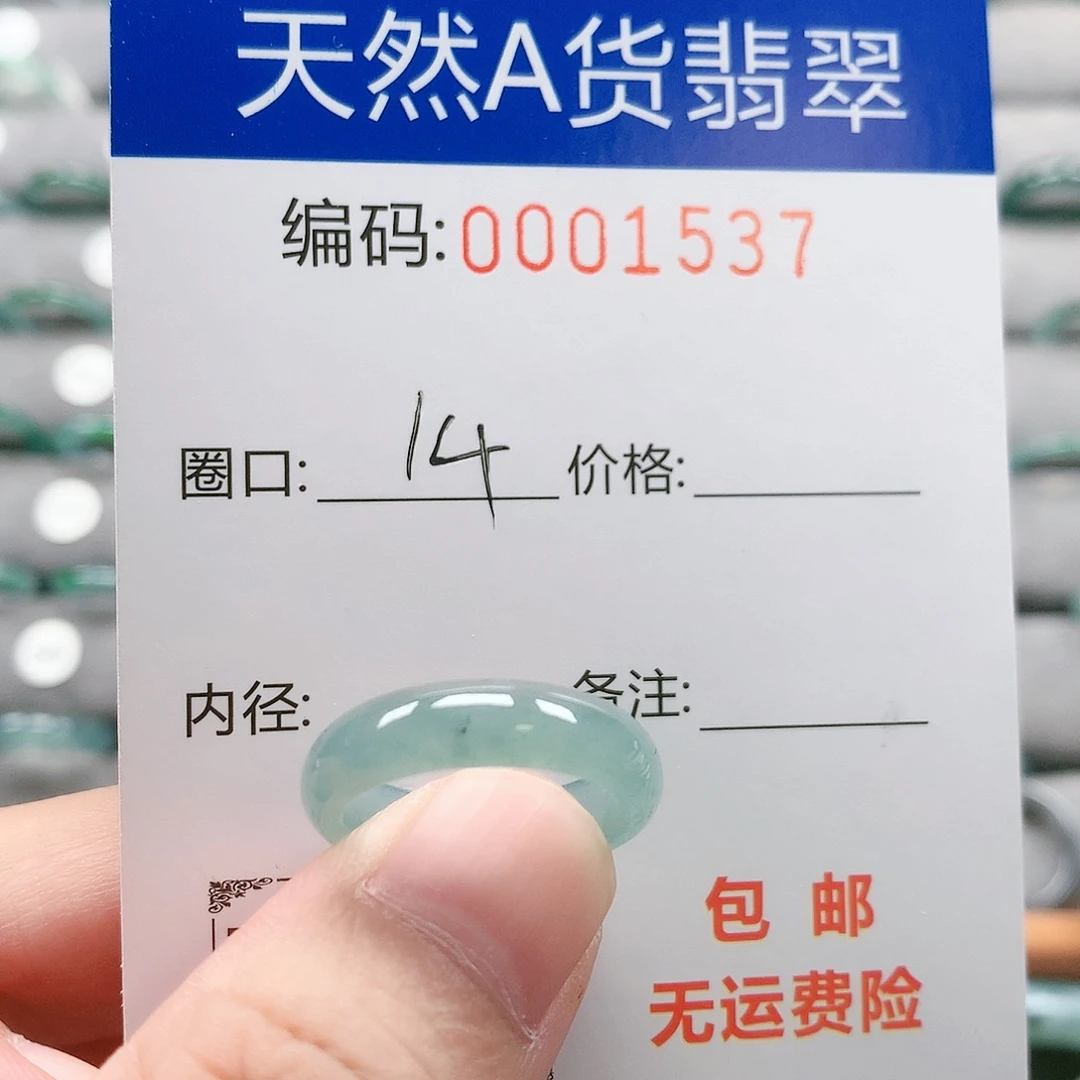 天然A货翡翠
编码:0001537
圈口: 14 价格:
内径: 备注:
包 邮
无运费险